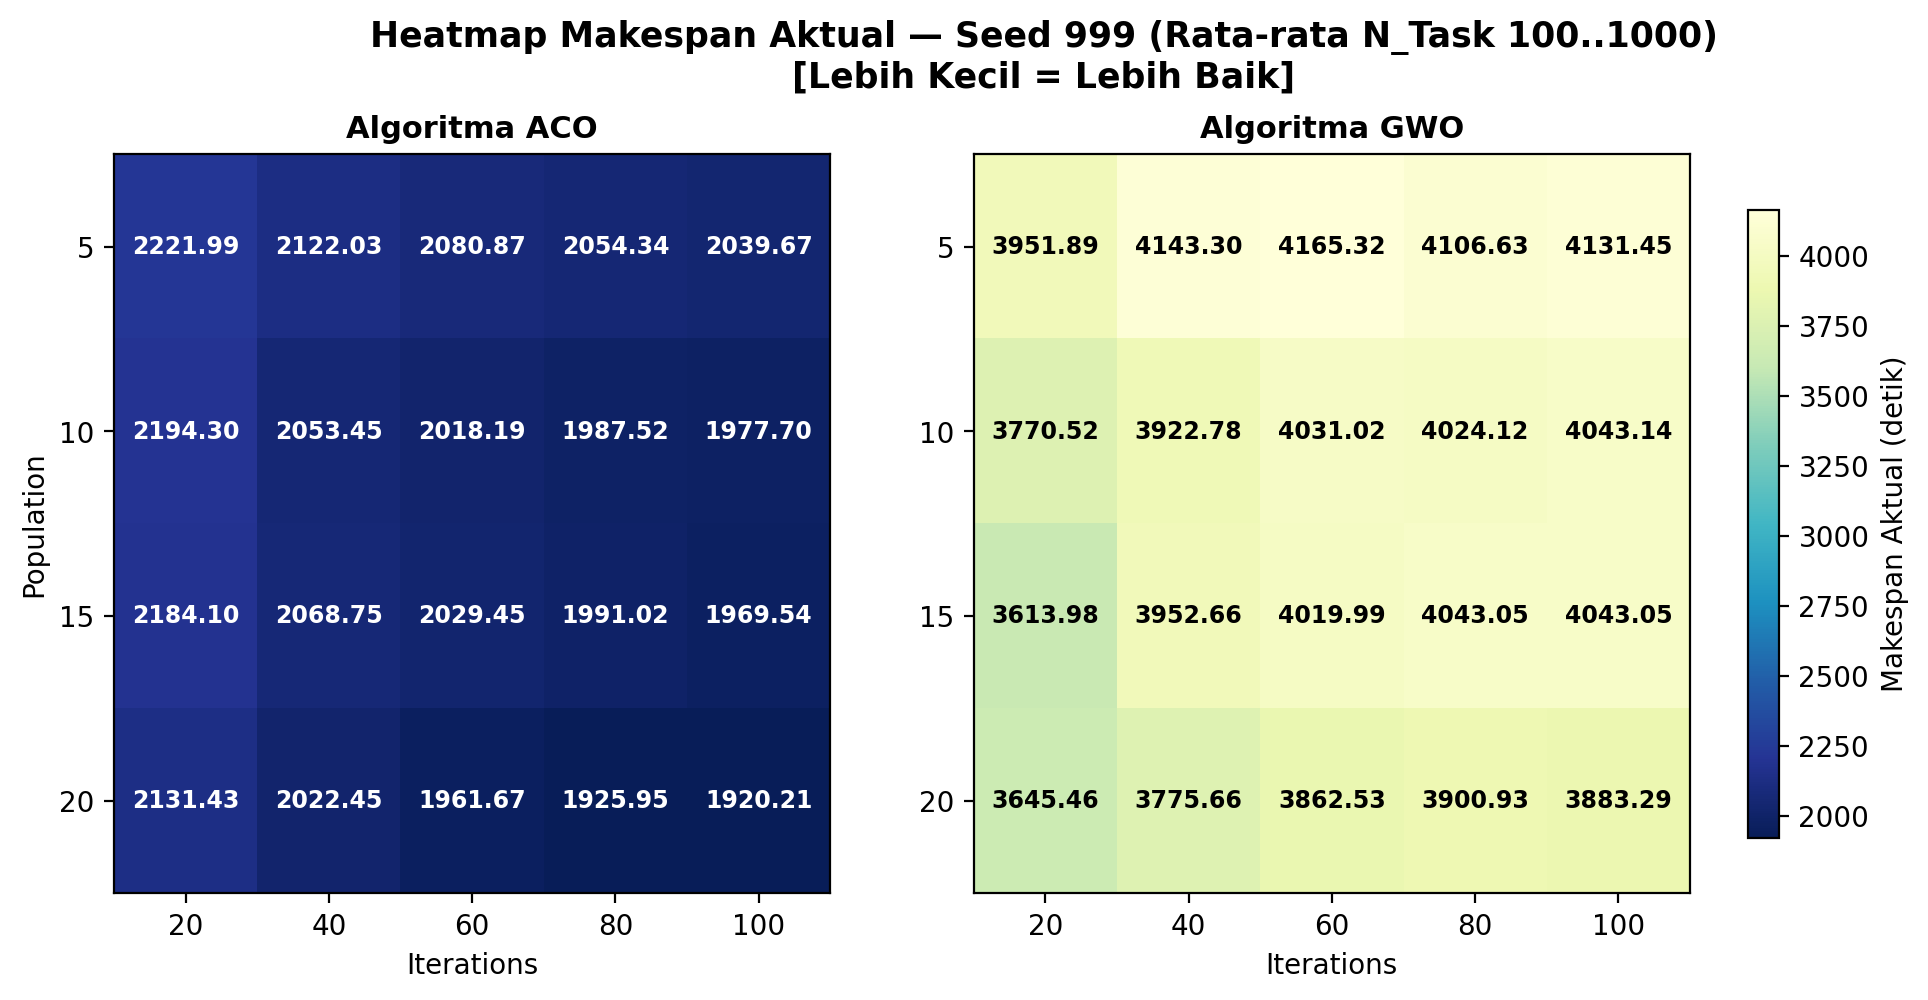 Heatmap Makespan Aktual — Seed 999 (Rata-rata N_Task 100..1000)
[Lebih Kecil = Lebih Baik]
Algoritma ACO
5 2221.99 2122.03 2080.87 2054.34 2039.67
10 2194.30 2053.45 2018.19 1987.52 1977.70
15 2184.10 2068.75 2029.45 1991.02 1969.54
20 2131.43 2022.45 1961.67 1925.95 1920.21
20 40 60 80 100
Iterations
Population
Algoritma GWO
5 3951.89 4143.30 4165.32 4106.63 4131.45
10 3770.52 3922.78 4031.02 4024.12 4043.14
15 3613.98 3952.66 4019.99 4043.05 4043.05
20 3645.46 3775.66 3862.53 3900.93 3883.29
20 40 60 80 100
Iterations
4000
3750
3500
3250
3000
2750
2500
2250
2000
Makespan Aktual (detik)